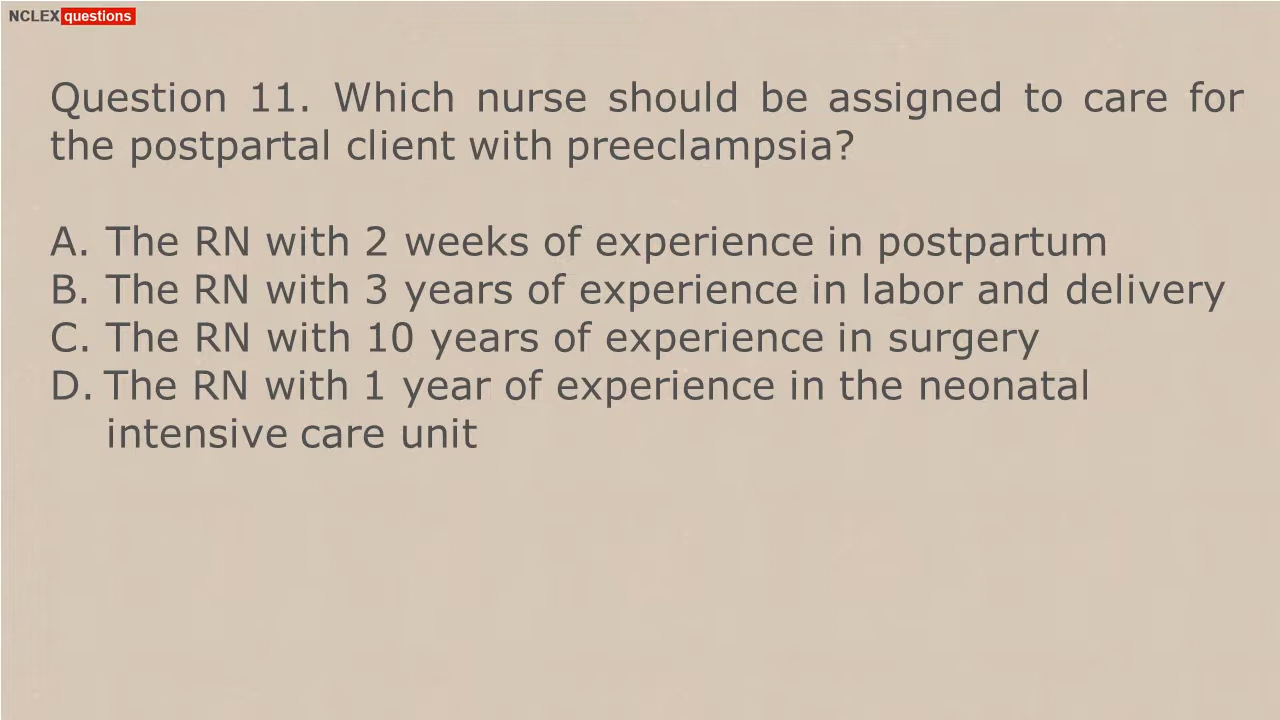 NCLEX questions
Question 11. Which nurse should be assigned to care for
the postpartal client with preeclampsia?
A. The RN with 2 weeks of experience in postpartum
B. The RN with 3 years of experience in labor and delivery
C. The RN with 10 years of experience in surgery
D. The RN with 1 year of experience in the neonatal
intensive care unit